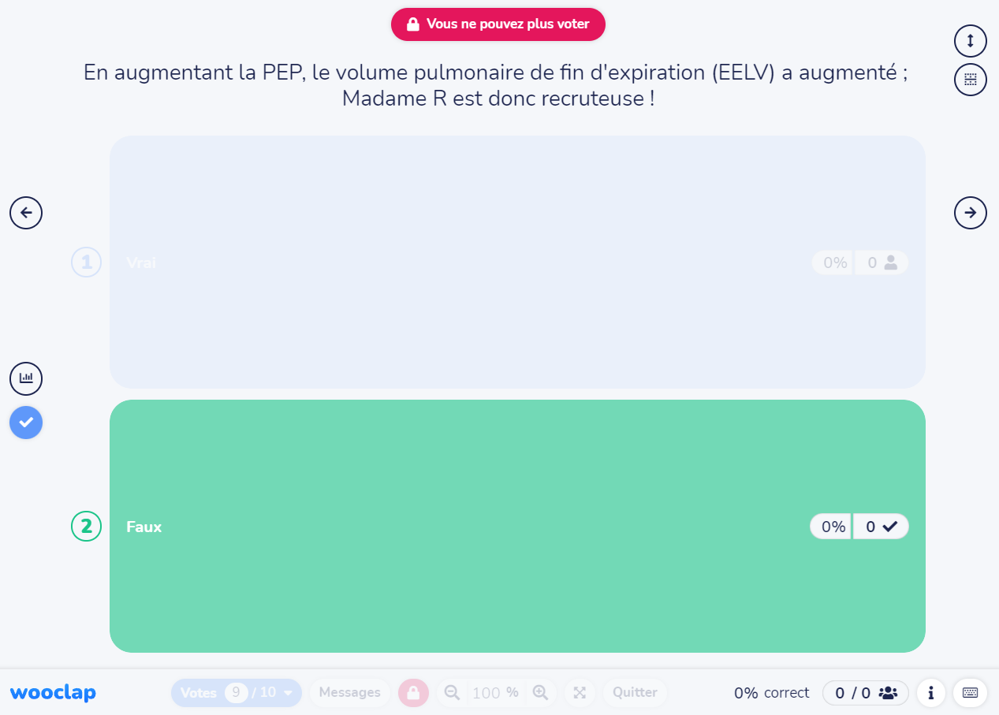 Vous ne pouvez plus voter
En augmentant la PEP, le volume pulmonaire de fin d'expiration (EELV) a augmenté ;
Madame R est donc recruteuse !
1 Vrai 0% 0
2 Faux 0% 0
wooclap Votes 9 / 10 Messages 100 % Quitter 0% correct 0 / 0 i